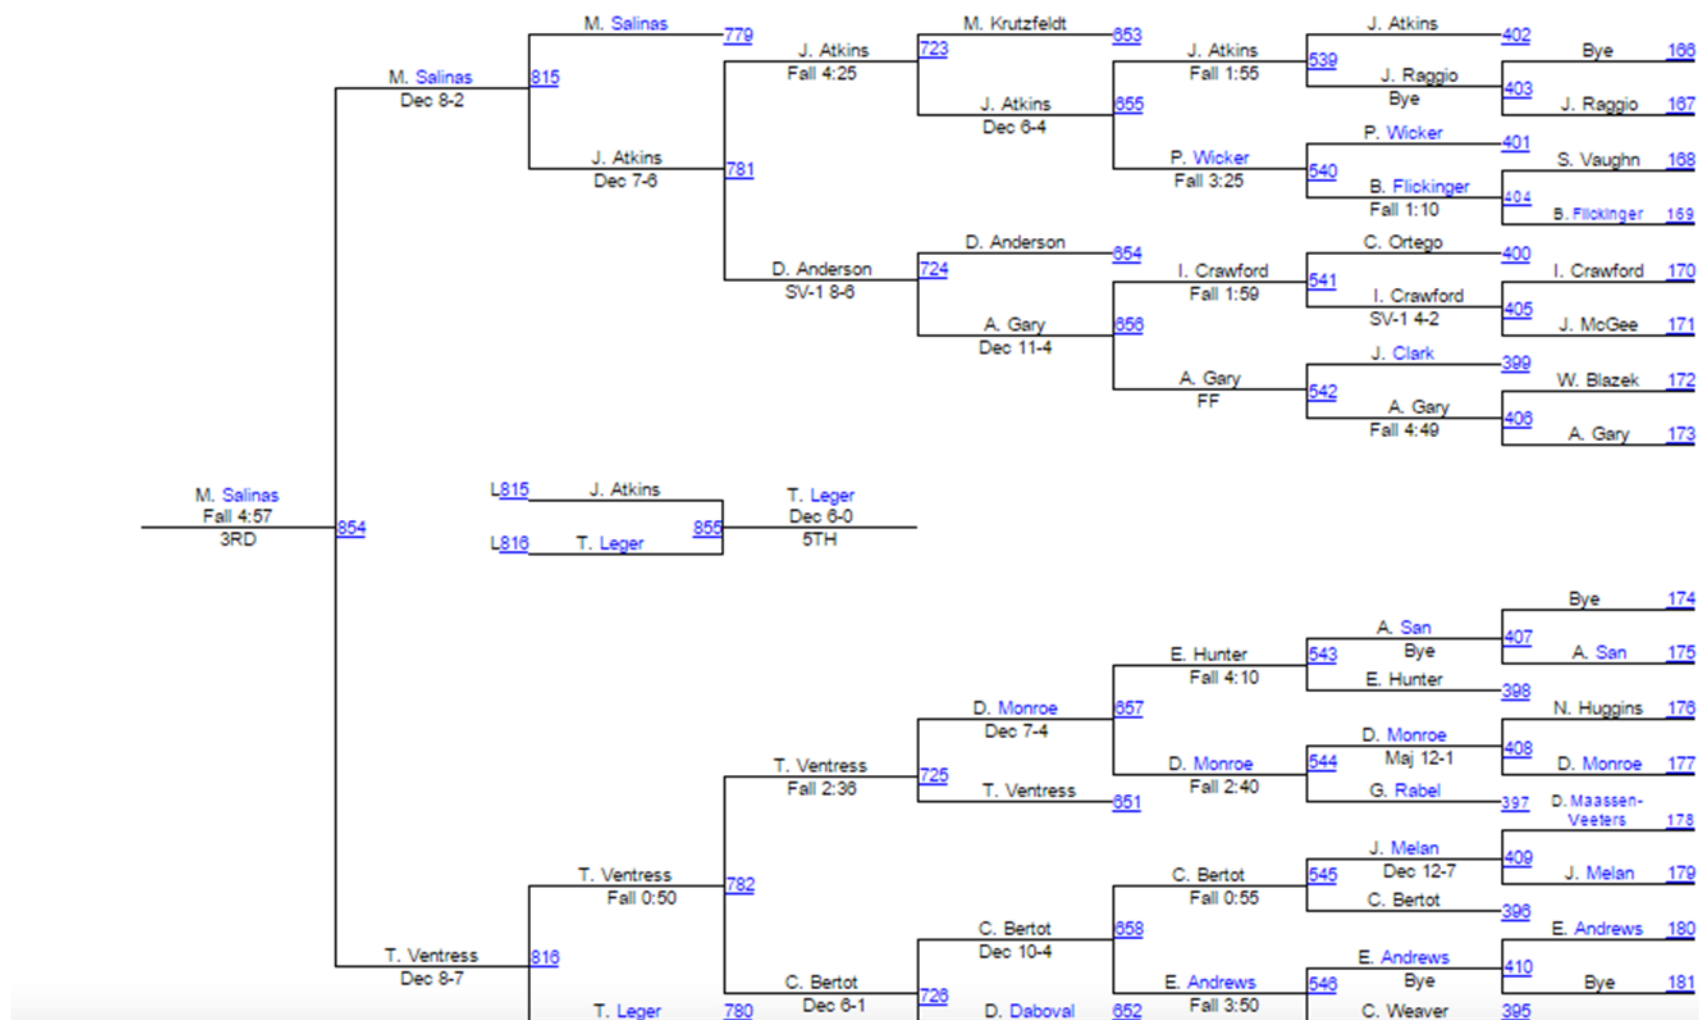 M. Salinas
779
M. Krutzfeldt
653
J. Atkins
402
J. Atkins
723
J. Atkins
Bye
166
M. Salinas
815
Fall 4:25
Fall 1:55
539
J. Raggio
403
Dec 8-2
J. Atkins
655
Bye
J. Raggio
167
Dec 6-4
P. Wicker
401
J. Atkins
781
P. Wicker
540
S. Vaughn
168
Dec 7-6
Fall 3:25
B. Flickinger
404
Fall 1:10
B. Flickinger
169
D. Anderson
654
C. Ortego
400
D. Anderson
724
I. Crawford
541
I. Crawford
170
SV-1 8-6
Fall 1:59
I. Crawford
405
A. Gary
656
SV-1 4-2
J. McGee
171
Dec 11-4
J. Clark
399
A. Gary
542
W. Blazek
172
FF
A. Gary
406
Fall 4:49
A. Gary
173
M. Salinas
L815
J. Atkins
T. Leger
Fall 4:57
854
855
Dec 6-0
3RD
L816
T. Leger
5TH
Bye
174
A. San
407
E. Hunter
543
Bye
A. San
175
Fall 4:10
E. Hunter
398
D. Monroe
657
N. Huggins
176
Dec 7-4
D. Monroe
408
T. Ventress
725
D. Monroe
544
Maj 12-1
D. Monroe
177
Fall 2:36
T. Ventress
651
Fall 2:40
G. Rabel
397
D. Maassen-
Veeters
178
J. Melan
409
T. Ventress
782
C. Bertot
545
Dec 12-7
J. Melan
179
Fall 0:50
Fall 0:55
C. Bertot
396
C. Bertot
658
E. Andrews
180
T. Ventress
816
Dec 10-4
E. Andrews
410
Dec 8-7
C. Bertot
726
E. Andrews
546
Bye
Bye
181
T. Leger
780
Dec 6-1
D. Daboval
652
Fall 3:50
C. Weaver
395